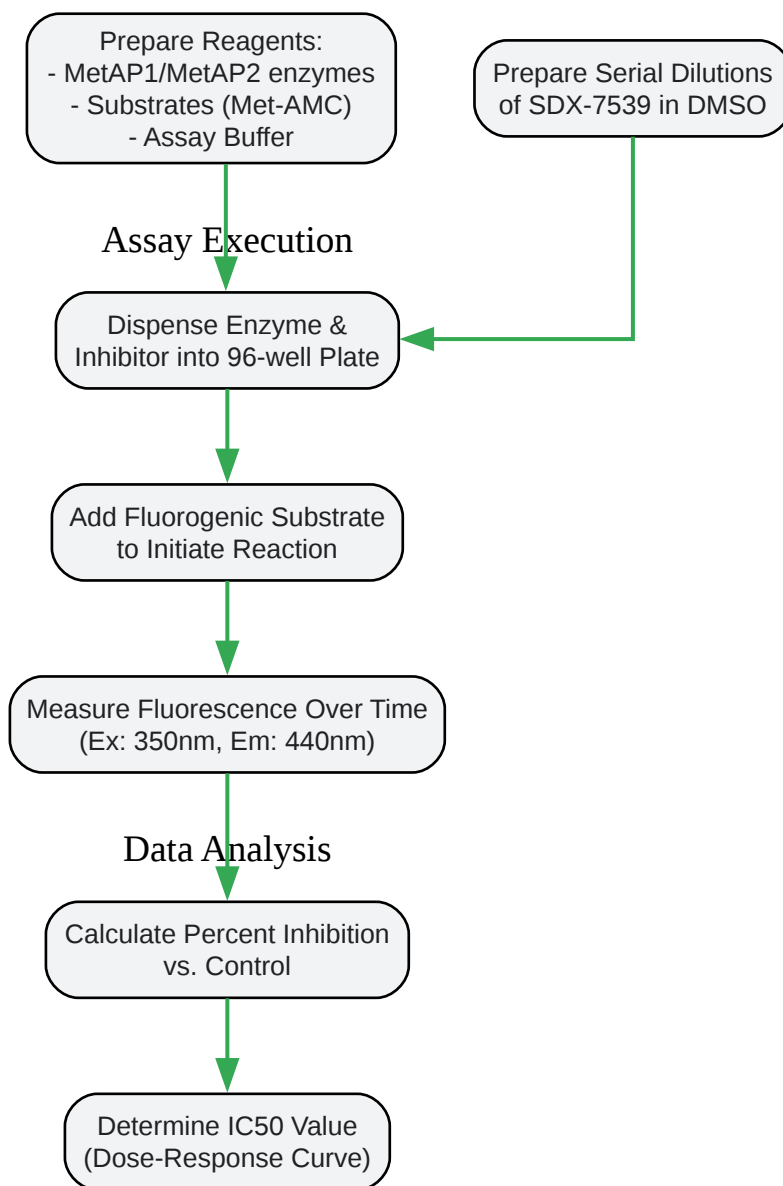 Prepare Reagents:
- MetAP1/MetAP2 enzymes
- Substrates (Met-AMC)
- Assay Buffer
Prepare Serial Dilutions
of SDX-7539 in DMSO
Assay Execution
Dispense Enzyme &
Inhibitor into 96-well Plate
Add Fluorogenic Substrate
to Initiate Reaction
Measure Fluorescence Over Time
(Ex: 350nm, Em: 440nm)
Data Analysis
Calculate Percent Inhibition
vs. Control
Determine IC50 Value
(Dose-Response Curve)